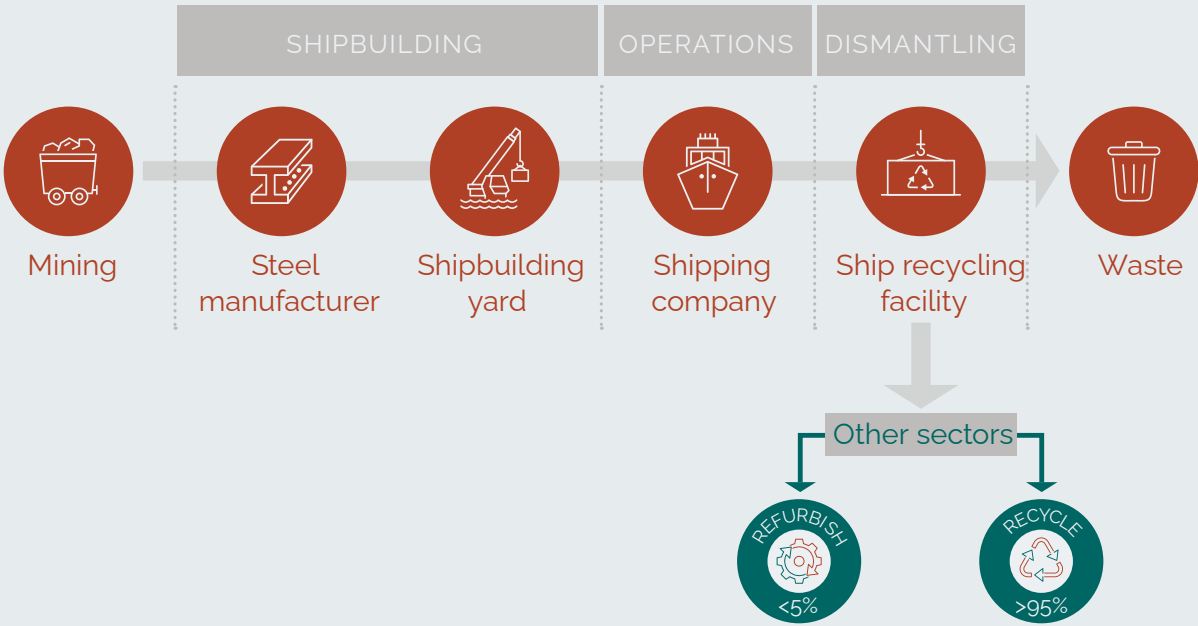 SHIPBUILDING
OPERATIONS
DISMANTLING
Mining
Steel
manufacturer
Shipbuilding
yard
Shipping
company
Ship recycling
facility
Waste
Other sectors
REFURBISH
<5%
RECYCLE
>95%